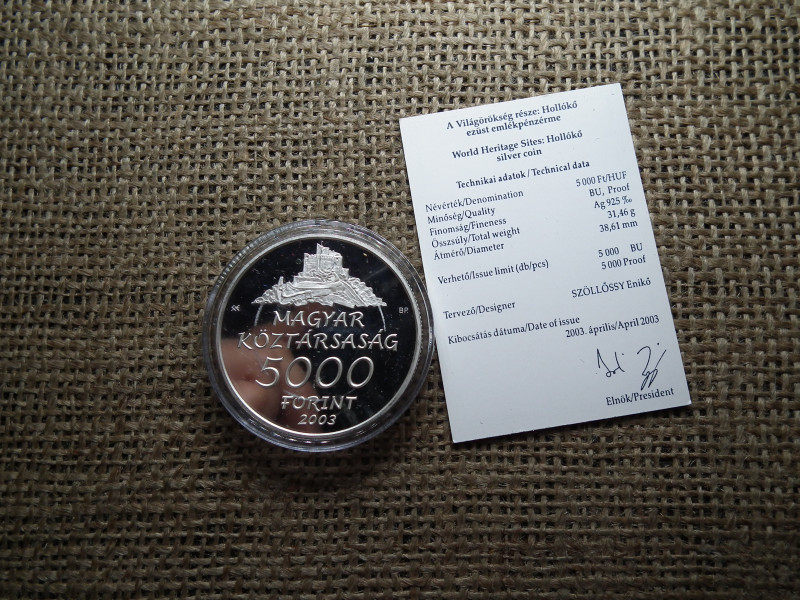 SE
BP.
MAGYAR
KÖZTÁRSASÁG
5000
FORINT
2003
A Világörökség része: Hollókő
ezüst emlékpénzérme
World Heritage Sites: Hollókő
silver coin
Technikai adatok / Technical data
Névérték/Denomination 5 000 Ft/HUF
Minőség/Quality BU, Proof
Finomság/Fineness Ag 925 ‰
Összsúly/Total weight 31,46 g
Átmérő/Diameter 38,61 mm
Verhető/Issue limit (db/pcs) 5 000 BU
5 000 Proof
Tervező/Designer SZÖLLŐSSY Enikő
Kibocsátás dátuma/Date of issue
2003. április/April 2003
Elnök/President